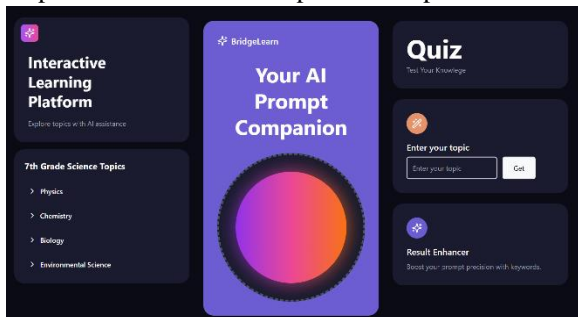 Interactive
Learning
Platform
Explore topics with AI assistance
7th Grade Science Topics
Physics
Chemistry
Biology
Environmental Science
BridgeLearn
Your AI
Prompt
Companion
Quiz
Test Your Knowlege
Enter your topic
Enter your topic
Get
Result Enhancer
Boost your prompt precision with keywords.